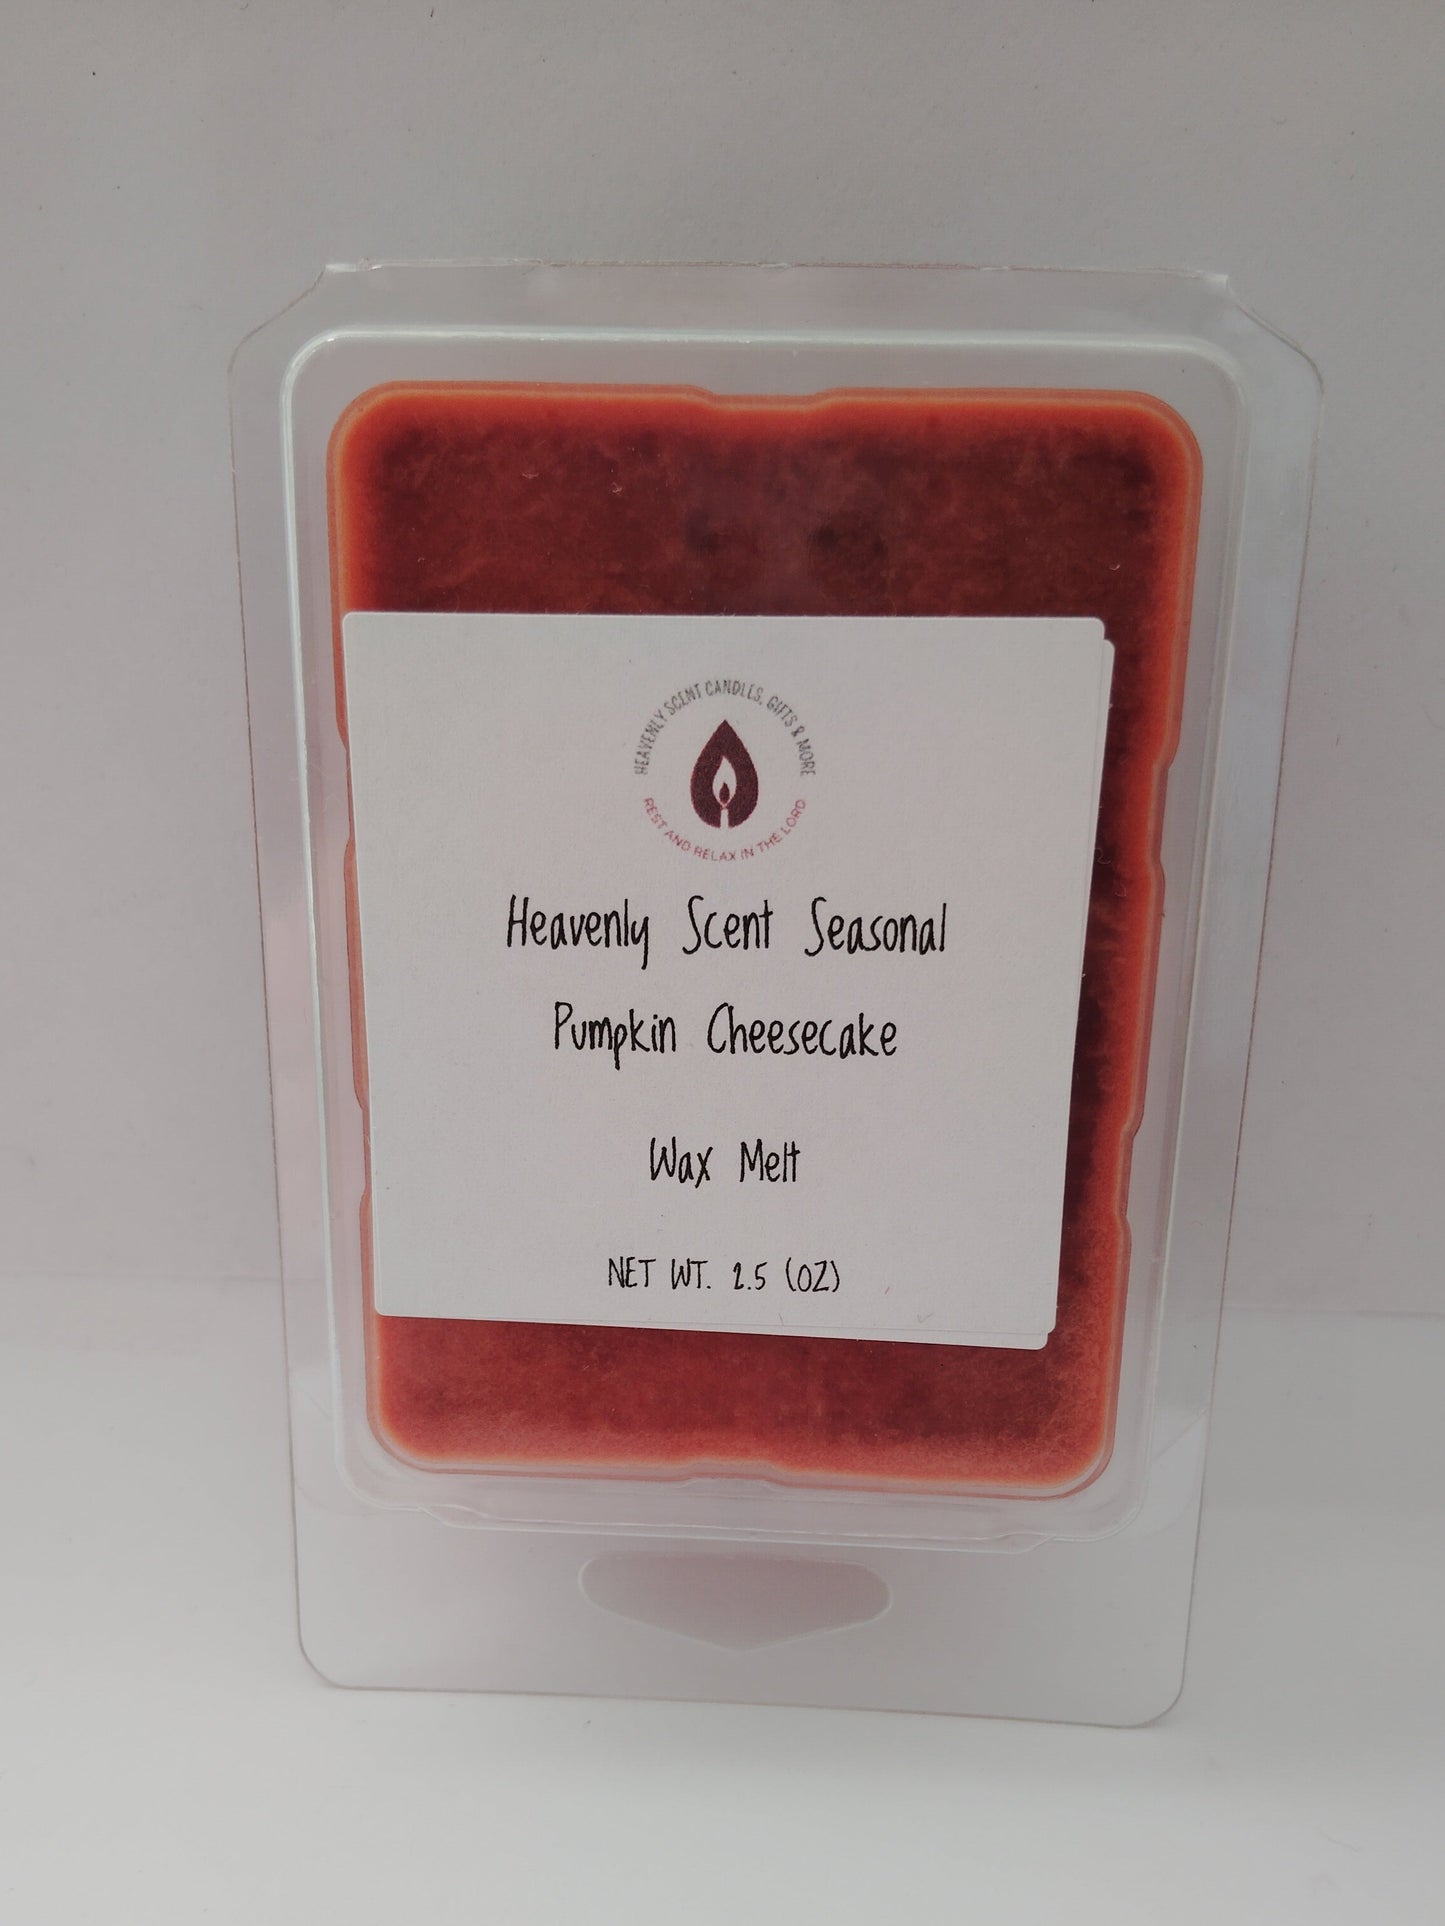 HEAVENLY SCENT CANDLES, GIFTS & MORE
REST AND RELAX IN THE LORD
Heavenly Scent Seasonal
Pumpkin Cheesecake
Wax Melt
NET WT. 2.5 (OZ)